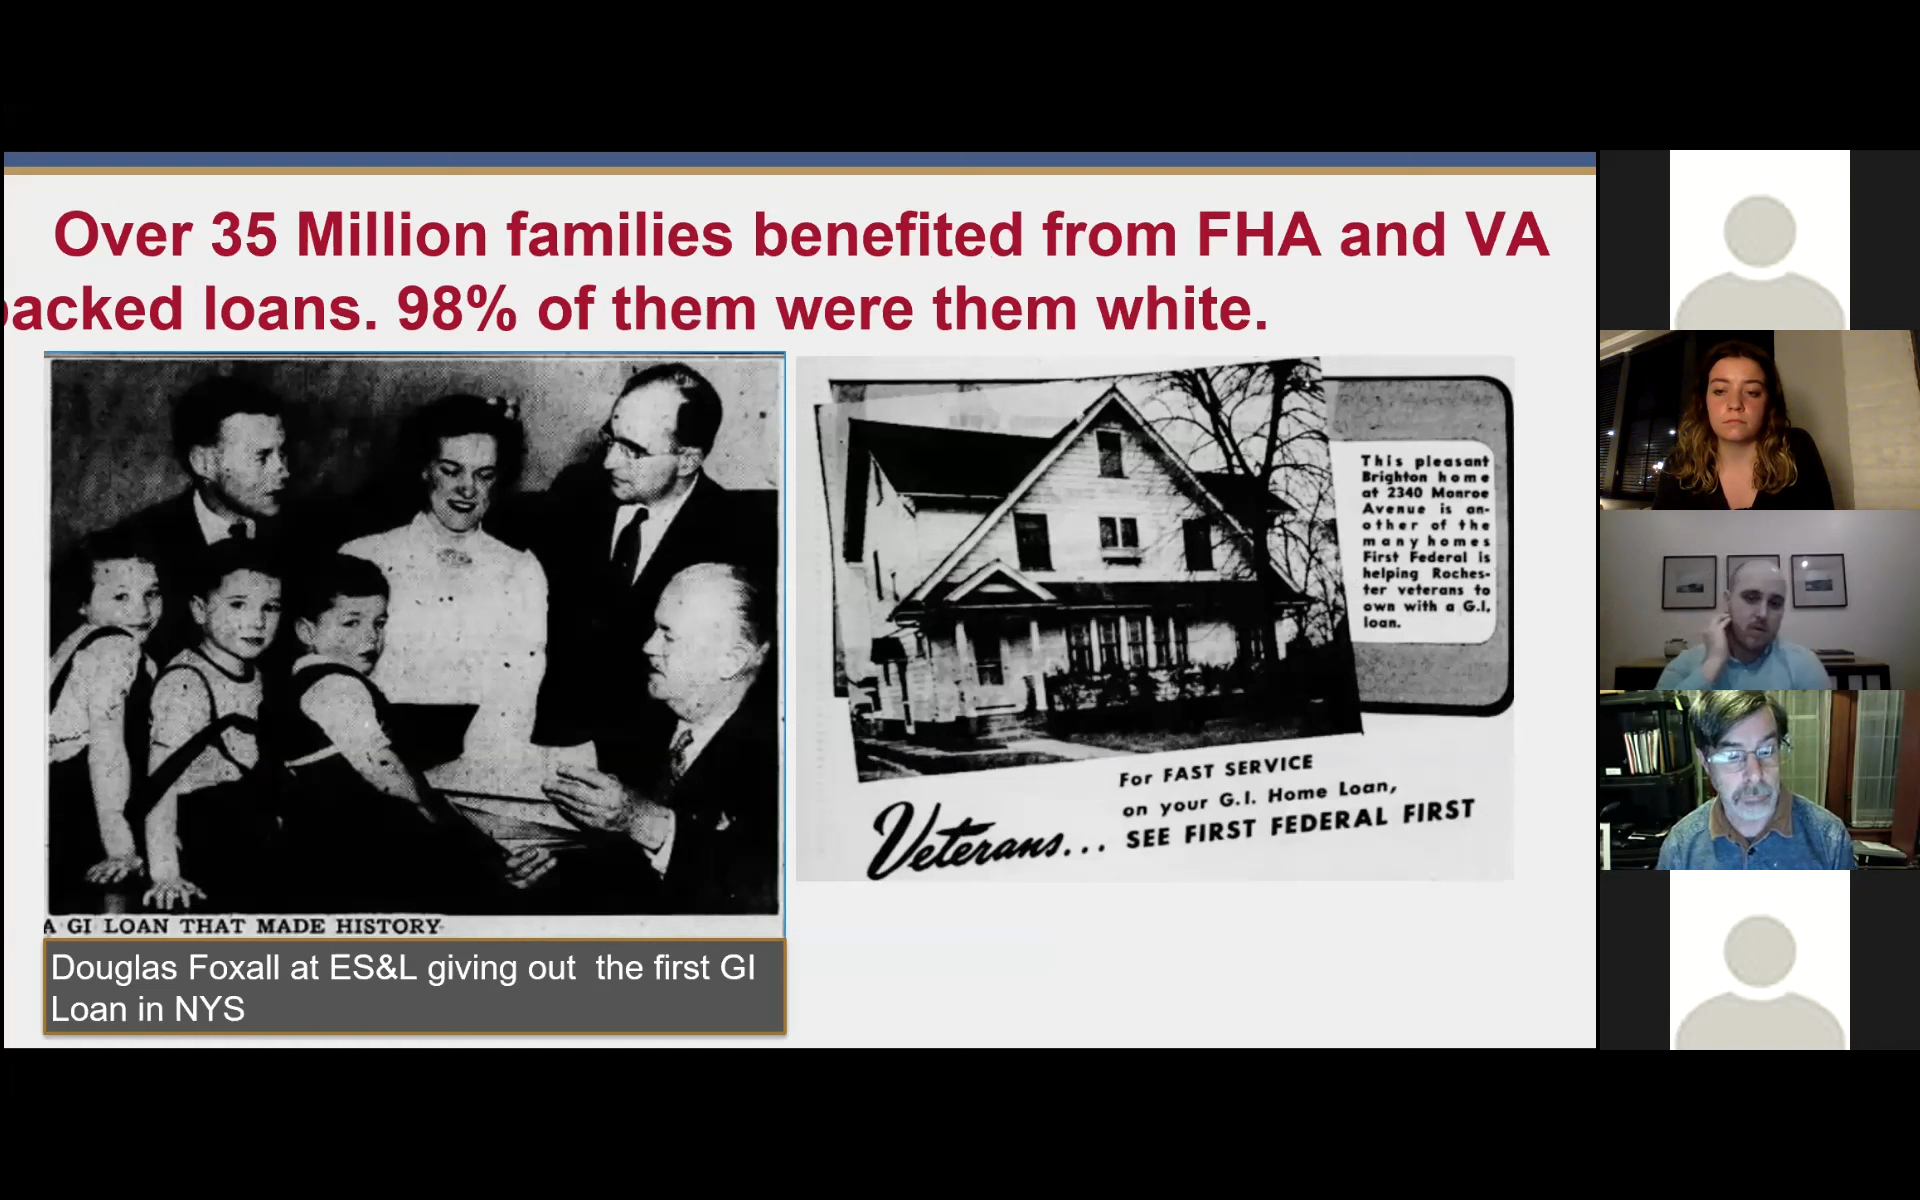 Over 35 Million families benefited from FHA and VA
backed loans. 98% of them were them white.
A GI LOAN THAT MADE HISTORY
Douglas Foxall at ES&L giving out the first GI
Loan in NYS
This pleasant
Brighton home
at 2340 Monroe
Avenue is an-
other of the
many homes
First Federal is
helping Roches-
ter veterans to
own with a G.I.
loan.
For FAST SERVICE
on your G.I. Home Loan,
Veterans... SEE FIRST FEDERAL FIRST